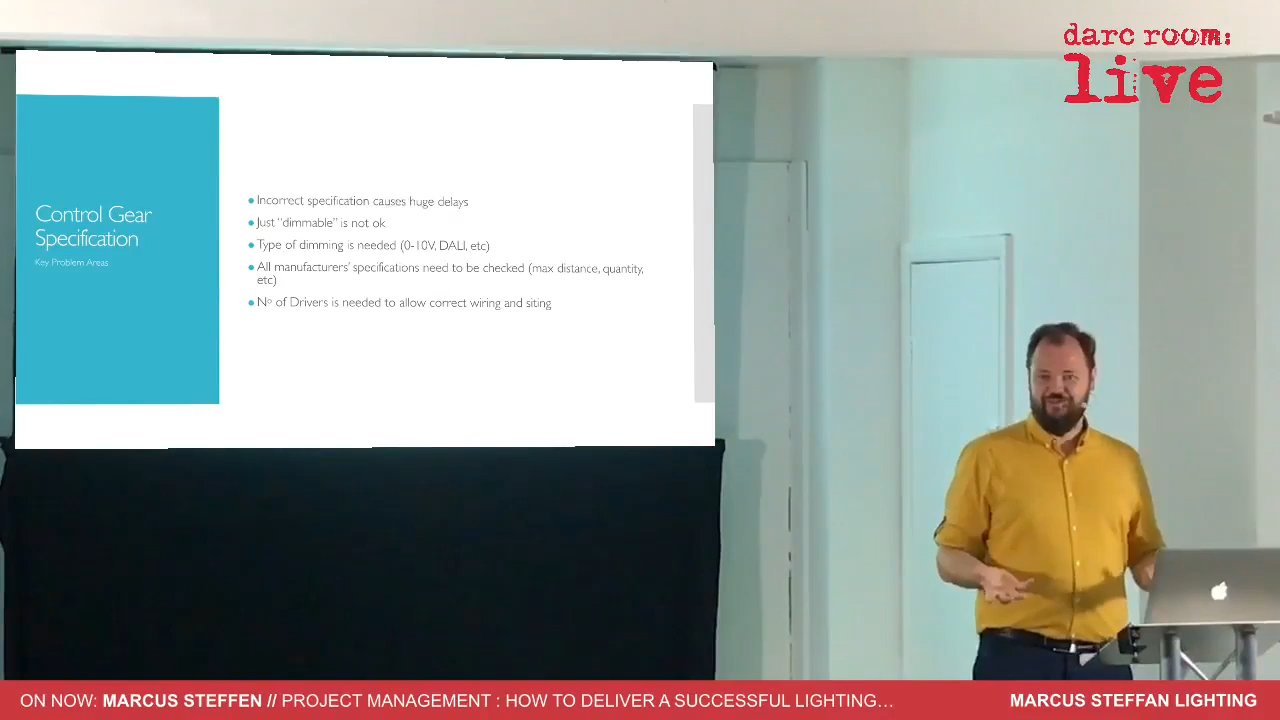 darc room:
live
Control Gear
Specification
Key Problem Areas
Incorrect specification causes huge delays
Just “dimmable” is not ok
Type of dimming is needed (0-10V, DALI, etc)
All manufacturers’ specifications need to be checked (max distance, quantity,
etc)
Nº of Drivers is needed to allow correct wiring and siting
ON NOW: MARCUS STEFFEN // PROJECT MANAGEMENT : HOW TO DELIVER A SUCCESSFUL LIGHTING…
MARCUS STEFFAN LIGHTING